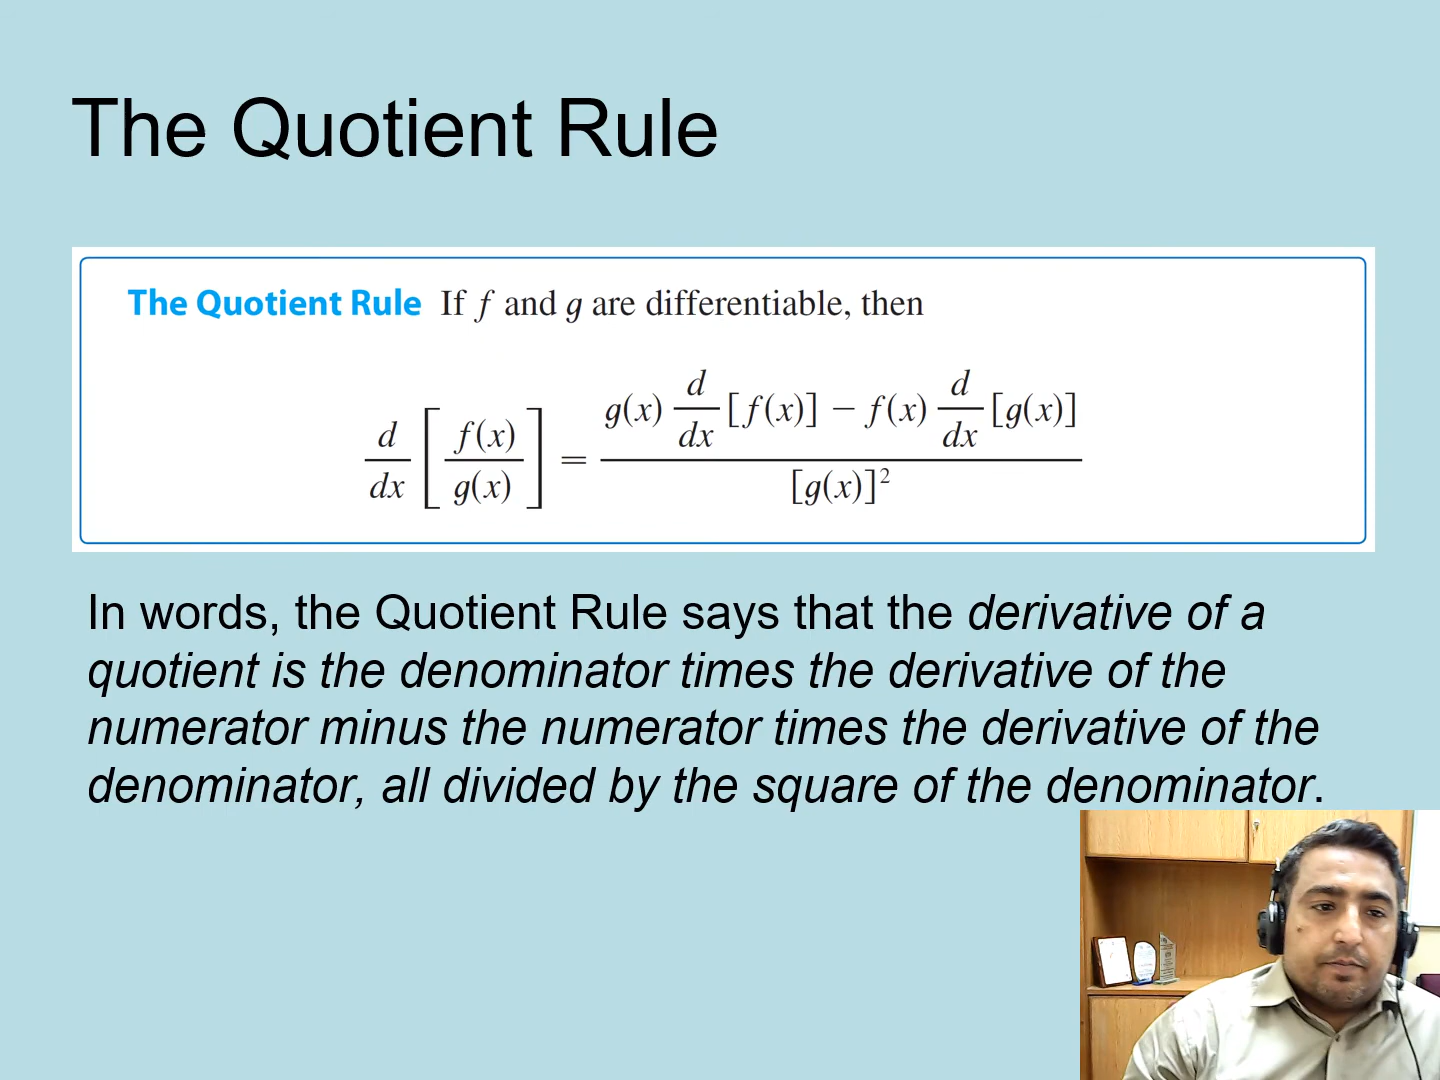 The Quotient Rule
The Quotient Rule If f and g are differentiable, then
d/dx [ f(x)/g(x) ] = ( g(x) d/dx [ f(x)] − f(x) d/dx [g(x)] ) / [g(x)]²
In words, the Quotient Rule says that the derivative of a
quotient is the denominator times the derivative of the
numerator minus the numerator times the derivative of the
denominator, all divided by the square of the denominator.